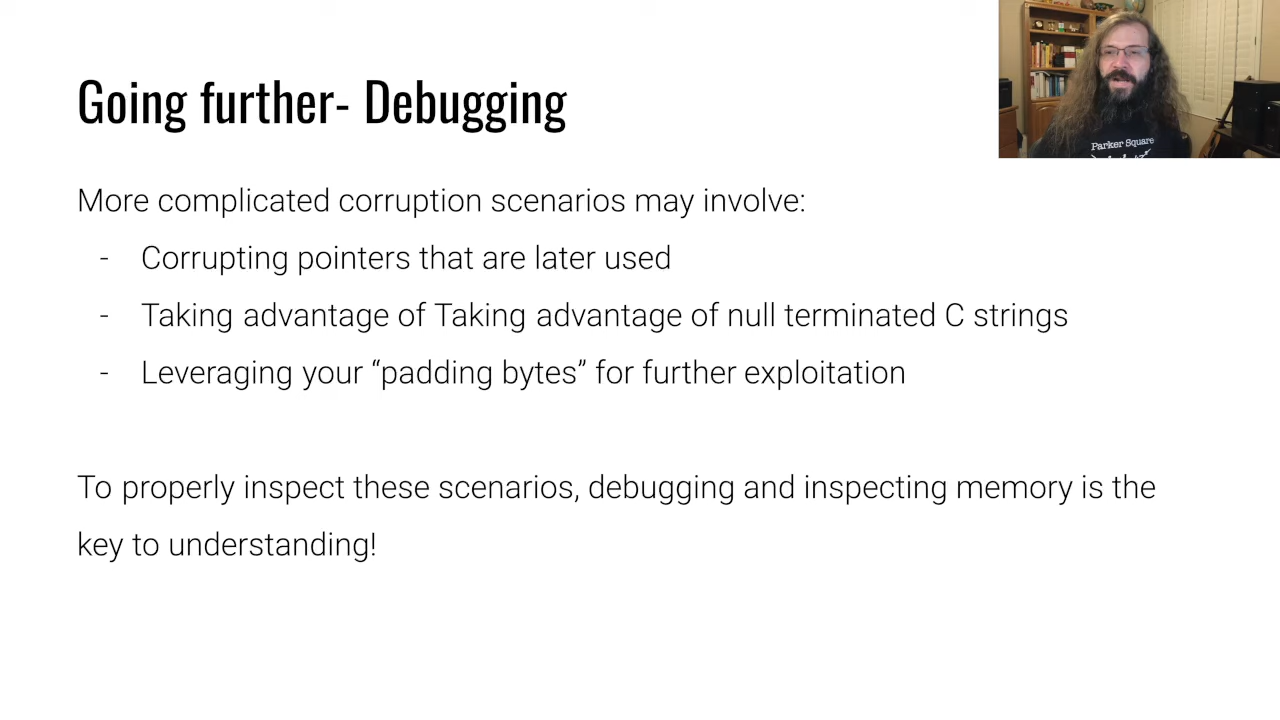 Going further- Debugging
Parker Square
More complicated corruption scenarios may involve:
- Corrupting pointers that are later used
- Taking advantage of Taking advantage of null terminated C strings
- Leveraging your “padding bytes” for further exploitation
To properly inspect these scenarios, debugging and inspecting memory is the
key to understanding!